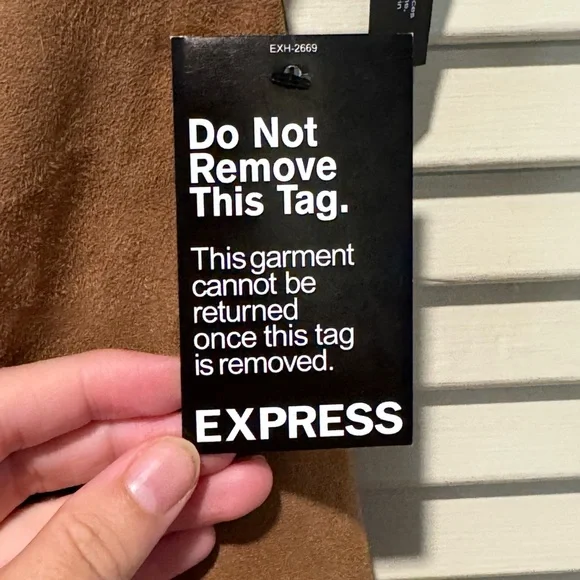 EXH-2669
Do Not
Remove
This Tag.
This garment
cannot be
returned
once this tag
is removed.
EXPRESS